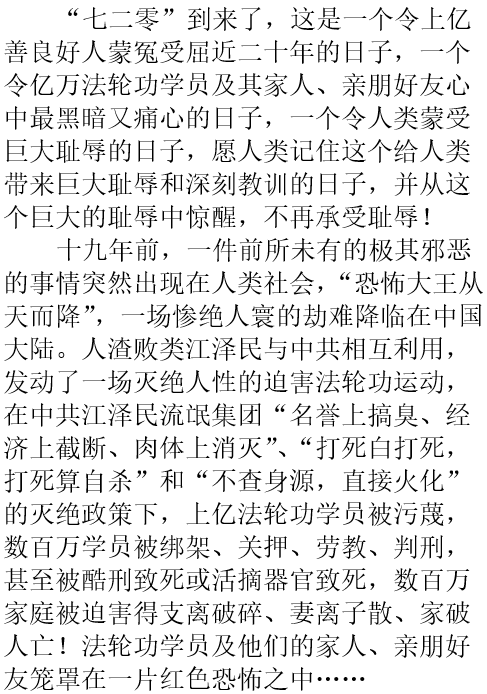 “七二零”到来了，这是一个令上亿
善良好人蒙冤受屈近二十年的日子，一个
令亿万法轮功学员及其家人、亲朋好友心
中最黑暗又痛心的日子，一个令人类蒙受
巨大耻辱的日子，愿人类记住这个给人类
带来巨大耻辱和深刻教训的日子，并从这
个巨大的耻辱中惊醒，不再承受耻辱！
十九年前，一件前所未有的极其邪恶
的事情突然出现在人类社会，“恐怖大王从
天而降”，一场惨绝人寰的劫难降临在中国
大陆。人渣败类江泽民与中共相互利用，
发动了一场灭绝人性的迫害法轮功运动，
在中共江泽民流氓集团“名誉上搞臭、经
济上截断、肉体上消灭”、“打死白打死，
打死算自杀”和“不查身源，直接火化”
的灭绝政策下，上亿法轮功学员被污蔑，
数百万学员被绑架、关押、劳教、判刑，
甚至被酷刑致死或活摘器官致死，数百万
家庭被迫害得支离破碎、妻离子散、家破
人亡！法轮功学员及他们的家人、亲朋好
友笼罩在一片红色恐怖之中……